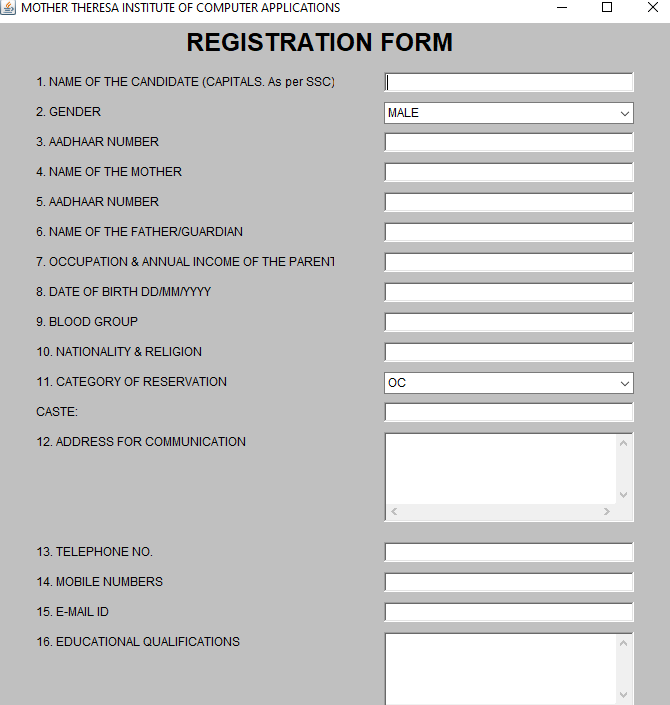 MOTHER THERESA INSTITUTE OF COMPUTER APPLICATIONS
REGISTRATION FORM
1. NAME OF THE CANDIDATE (CAPITALS. As per SSC)
2. GENDER
MALE
3. AADHAAR NUMBER
4. NAME OF THE MOTHER
5. AADHAAR NUMBER
6. NAME OF THE FATHER/GUARDIAN
7. OCCUPATION & ANNUAL INCOME OF THE PARENT
8. DATE OF BIRTH DD/MM/YYYY
9. BLOOD GROUP
10. NATIONALITY & RELIGION
11. CATEGORY OF RESERVATION
OC
CASTE:
12. ADDRESS FOR COMMUNICATION
13. TELEPHONE NO.
14. MOBILE NUMBERS
15. E-MAIL ID
16. EDUCATIONAL QUALIFICATIONS